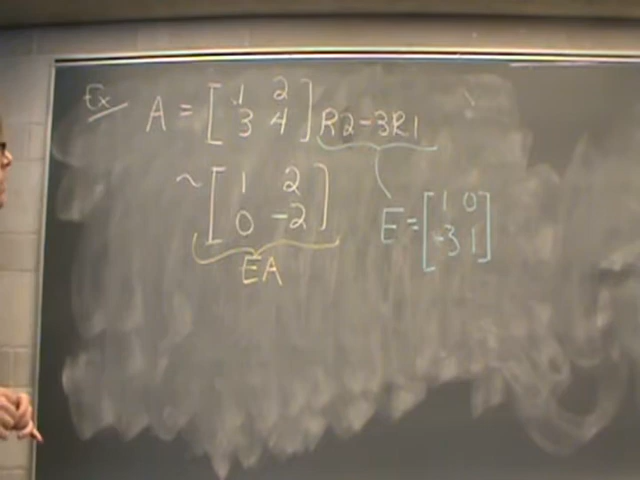 Ex A = [1 2
3 4] R2-3R1
~ [1 2
0 -2]
E = [1 0
-3 1]
EA